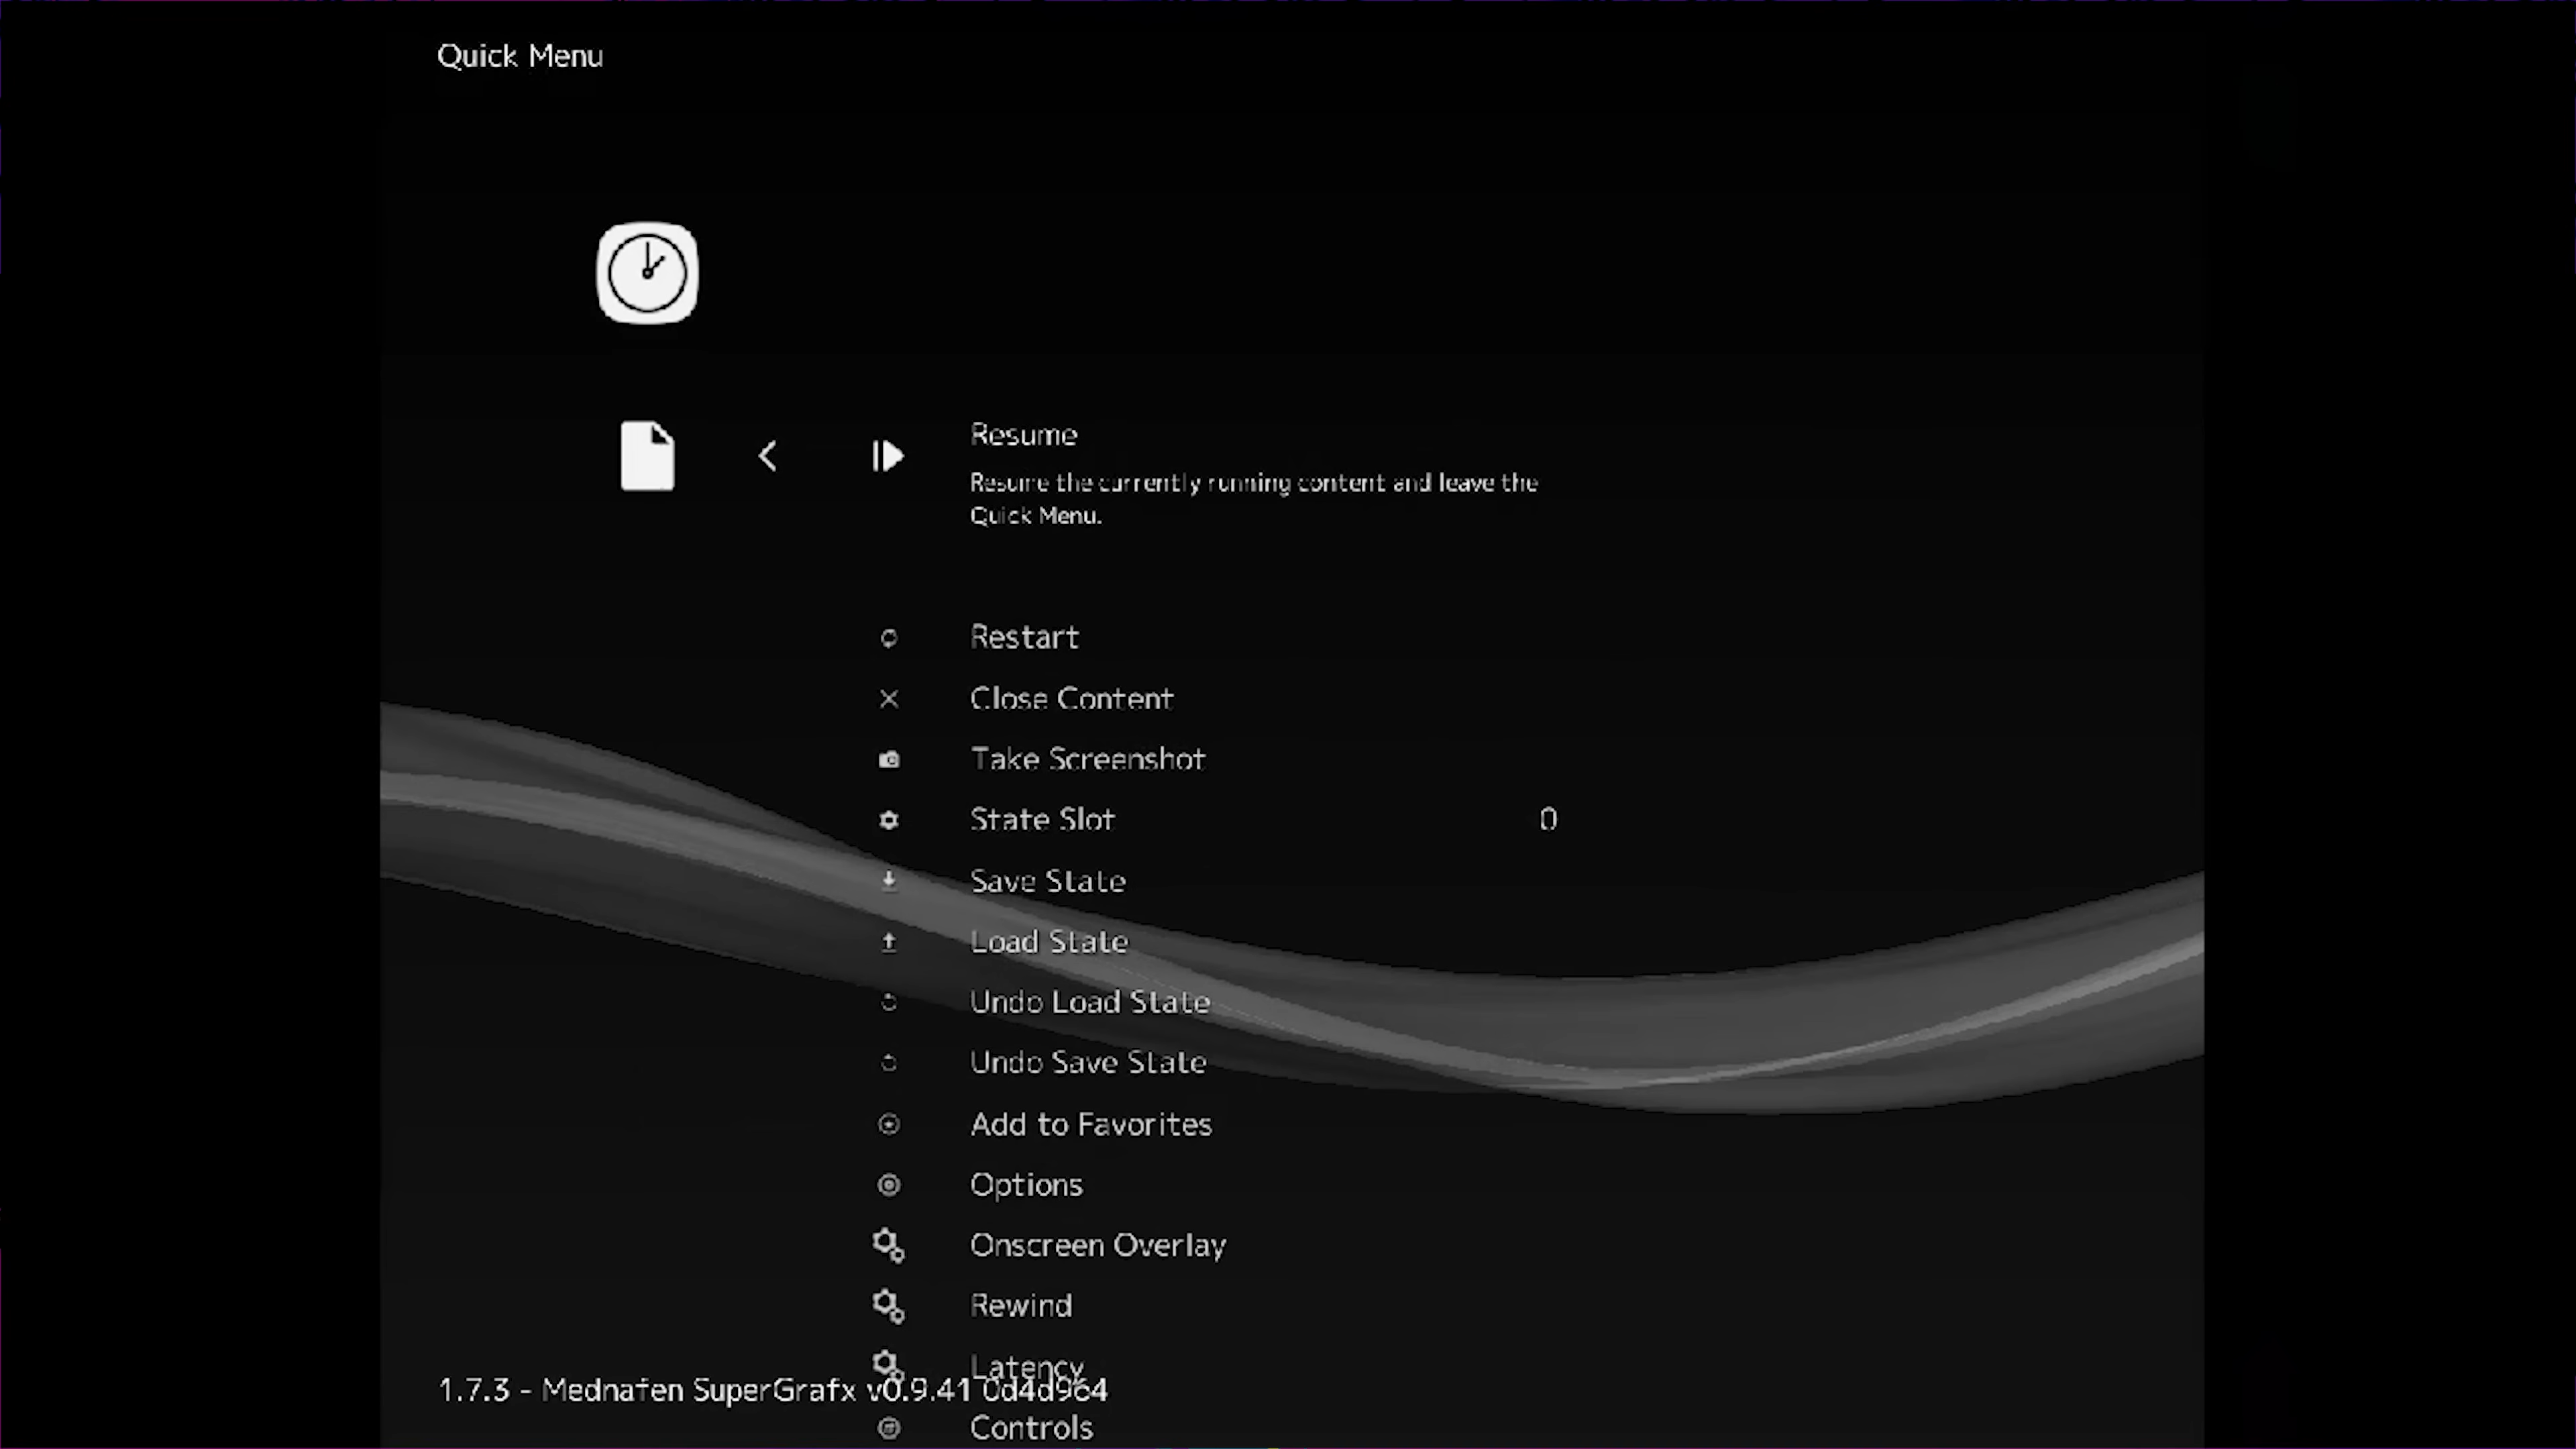 Quick Menu
Resume
Resume the currently running content and leave the
Quick Menu.
Restart
Close Content
Take Screenshot
State Slot 0
Save State
Load State
Undo Load State
Undo Save State
Add to Favorites
Options
Onscreen Overlay
Rewind
Latency
1.7.3 - Mednafen SuperGrafx v0.9.41 0d4d964
Controls